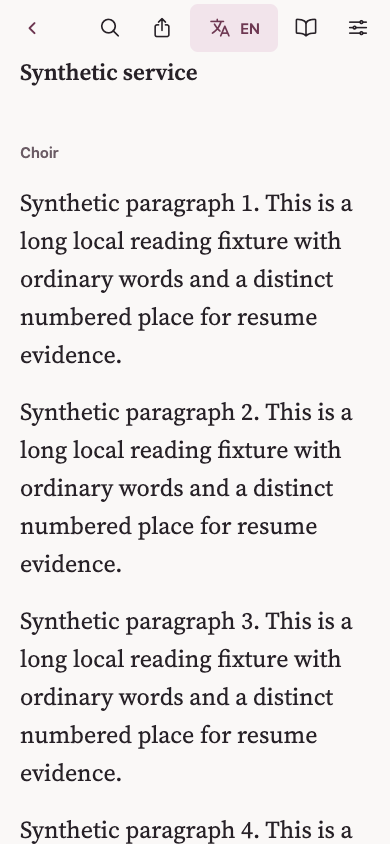 EN
Synthetic service
Choir
Synthetic paragraph 1. This is a
long local reading fixture with
ordinary words and a distinct
numbered place for resume
evidence.
Synthetic paragraph 2. This is a
long local reading fixture with
ordinary words and a distinct
numbered place for resume
evidence.
Synthetic paragraph 3. This is a
long local reading fixture with
ordinary words and a distinct
numbered place for resume
evidence.
Synthetic paragraph 4. This is a